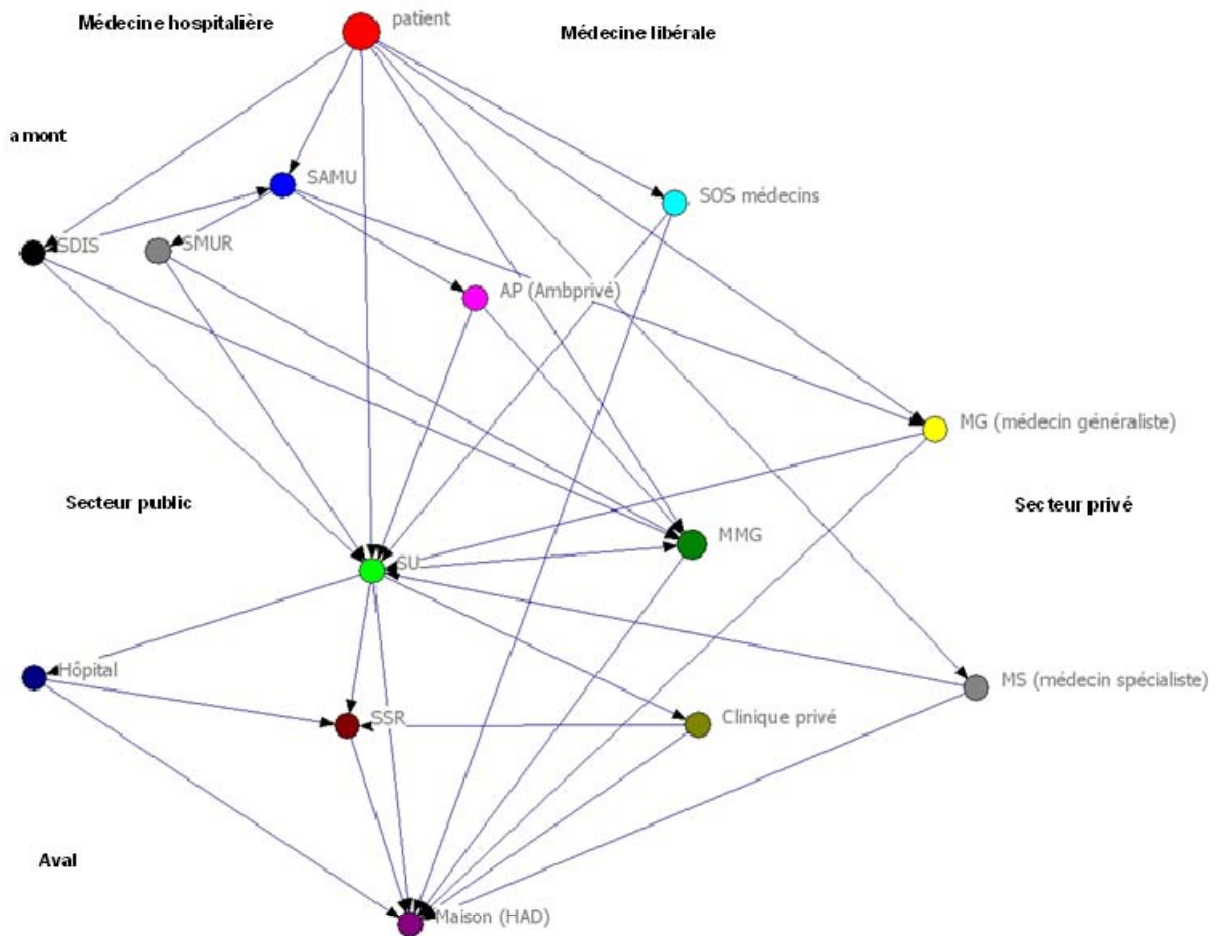 Médecine hospitalière
patient
Médecine libérale
amont
SAMU
SOS médecins
SDIS
SMUR
AP (Ambprivé)
MG (médecin généraliste)
Secteur public
Secteur privé
MMG
SU
Hôpital
MS (médecin spécialiste)
SSR
Clinique privé
Aval
Maison (HAD)